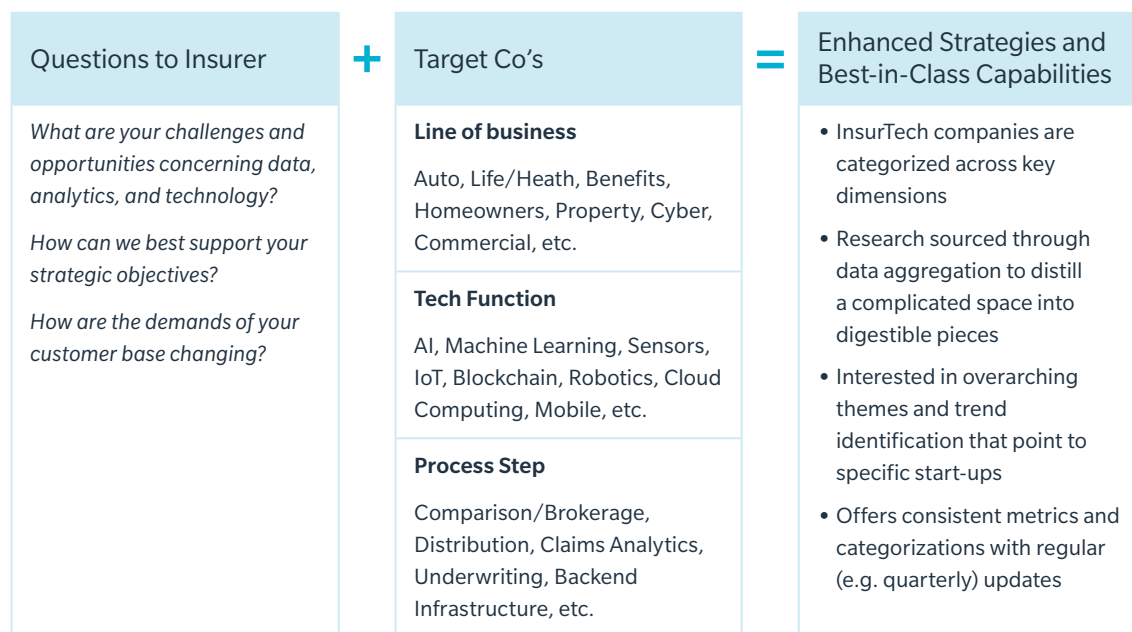 Questions to Insurer
What are your challenges and
opportunities concerning data,
analytics, and technology?
How can we best support your
strategic objectives?
How are the demands of your
customer base changing?
+
Target Co’s
Line of business
Auto, Life/Heath, Benefits,
Homeowners, Property, Cyber,
Commercial, etc.
Tech Function
AI, Machine Learning, Sensors,
IoT, Blockchain, Robotics, Cloud
Computing, Mobile, etc.
Process Step
Comparison/Brokerage,
Distribution, Claims Analytics,
Underwriting, Backend
Infrastructure, etc.
=
Enhanced Strategies and
Best-in-Class Capabilities
• InsurTech companies are
categorized across key
dimensions
• Research sourced through
data aggregation to distill
a complicated space into
digestible pieces
• Interested in overarching
themes and trend
identification that point to
specific start-ups
• Offers consistent metrics and
categorizations with regular
(e.g. quarterly) updates